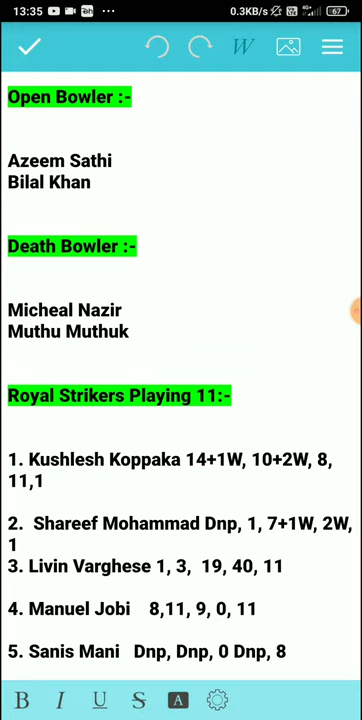 13:35 ... 0.3KB/s 4G 67
W
Open Bowler :-
Azeem Sathi
Bilal Khan
Death Bowler :-
Micheal Nazir
Muthu Muthuk
Royal Strikers Playing 11:-
1. Kushlesh Koppaka 14+1W, 10+2W, 8,
11,1
2. Shareef Mohammad Dnp, 1, 7+1W, 2W,
1
3. Livin Varghese 1, 3, 19, 40, 11
4. Manuel Jobi 8,11, 9, 0, 11
5. Sanis Mani Dnp, Dnp, 0 Dnp, 8
B I U S A